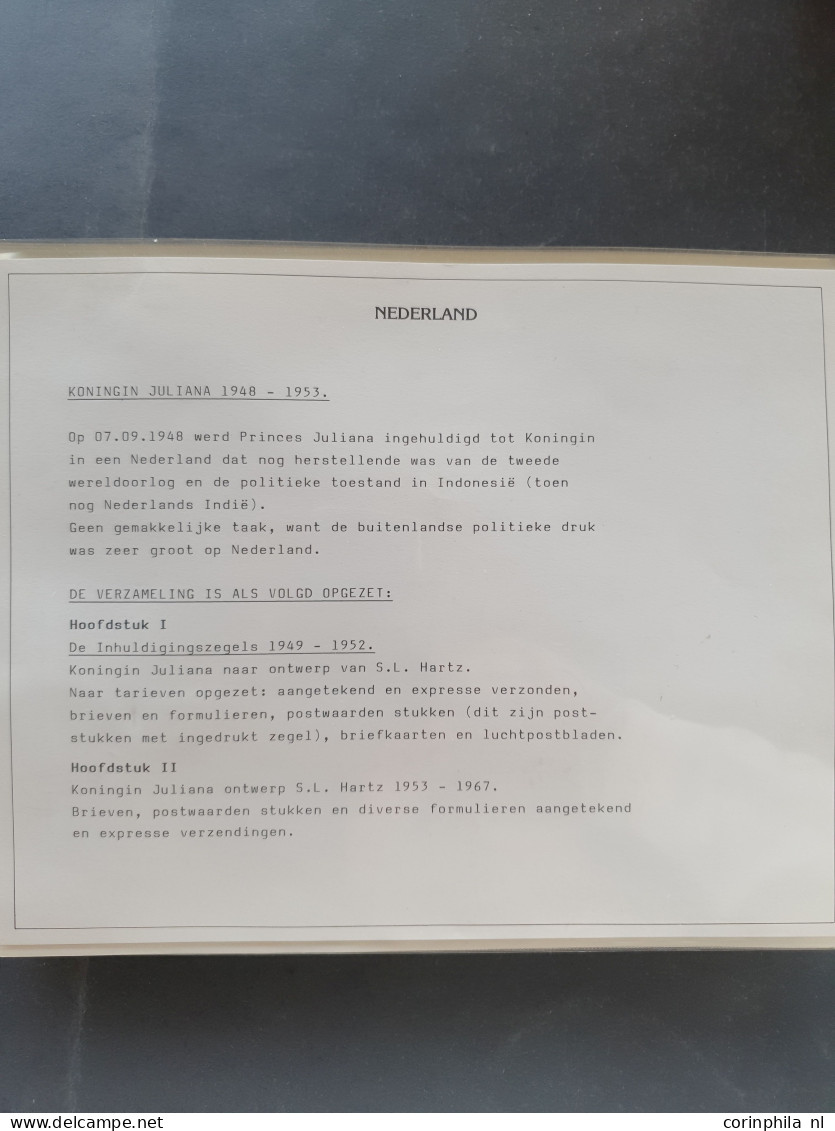 NEDERLAND
KONINGIN JULIANA 1948 - 1953.
Op 07.09.1948 werd Princes Juliana ingehuldigd tot Koningin
in een Nederland dat nog herstellende was van de tweede
wereldoorlog en de politieke toestand in Indonesië (toen
nog Nederlands Indië).
Geen gemakkelijke taak, want de buitenlandse politieke druk
was zeer groot op Nederland.
DE VERZAMELING IS ALS VOLGD OPGEZET:
Hoofdstuk I
De Inhuldigingszegels 1949 - 1952.
Koningin Juliana naar ontwerp van S.L. Hartz.
Naar tarieven opgezet: aangetekend en expresse verzonden,
brieven en formulieren, postwaarden stukken (dit zijn post-
stukken met ingedrukt zegel), briefkaarten en luchtpostbladen.
Hoofdstuk II
Koningin Juliana ontwerp S.L. Hartz 1953 - 1967.
Brieven, postwaarden stukken en diverse formulieren aangetekend
en expresse verzendingen.
corinphila nl